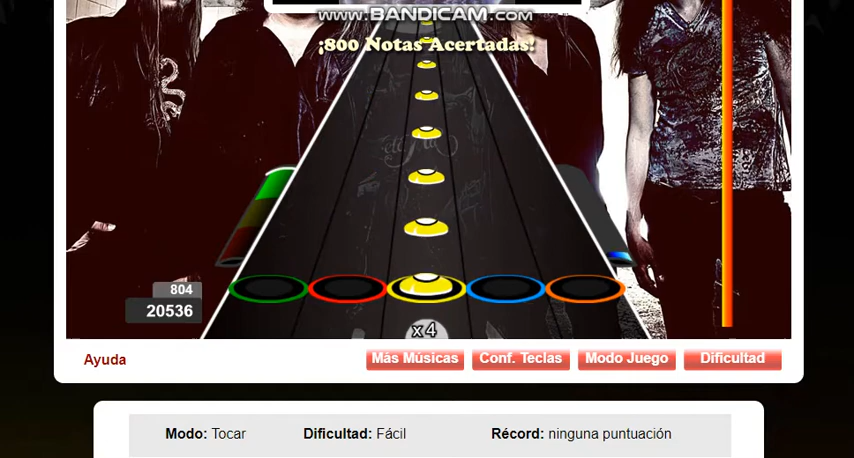 www.BANDICAM.com
¡800 Notas Acertadas!
804
20536
x 4
Ayuda
Más Músicas
Conf. Teclas
Modo Juego
Dificultad
Modo: Tocar
Dificultad: Fácil
Récord: ninguna puntuación